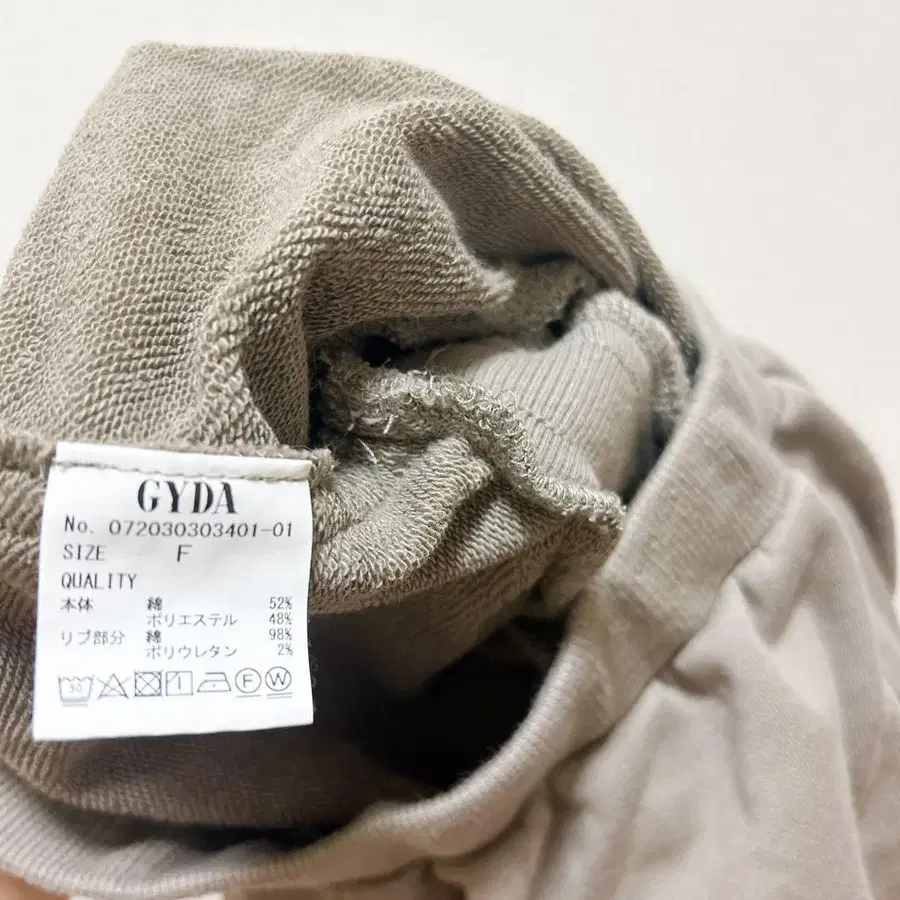 GYDA
No. 072030303401-01
SIZE F
QUALITY
本体 綿 52%
ポリエステル 48%
リブ部分 綿 98%
ポリウレタン 2%
30 F W